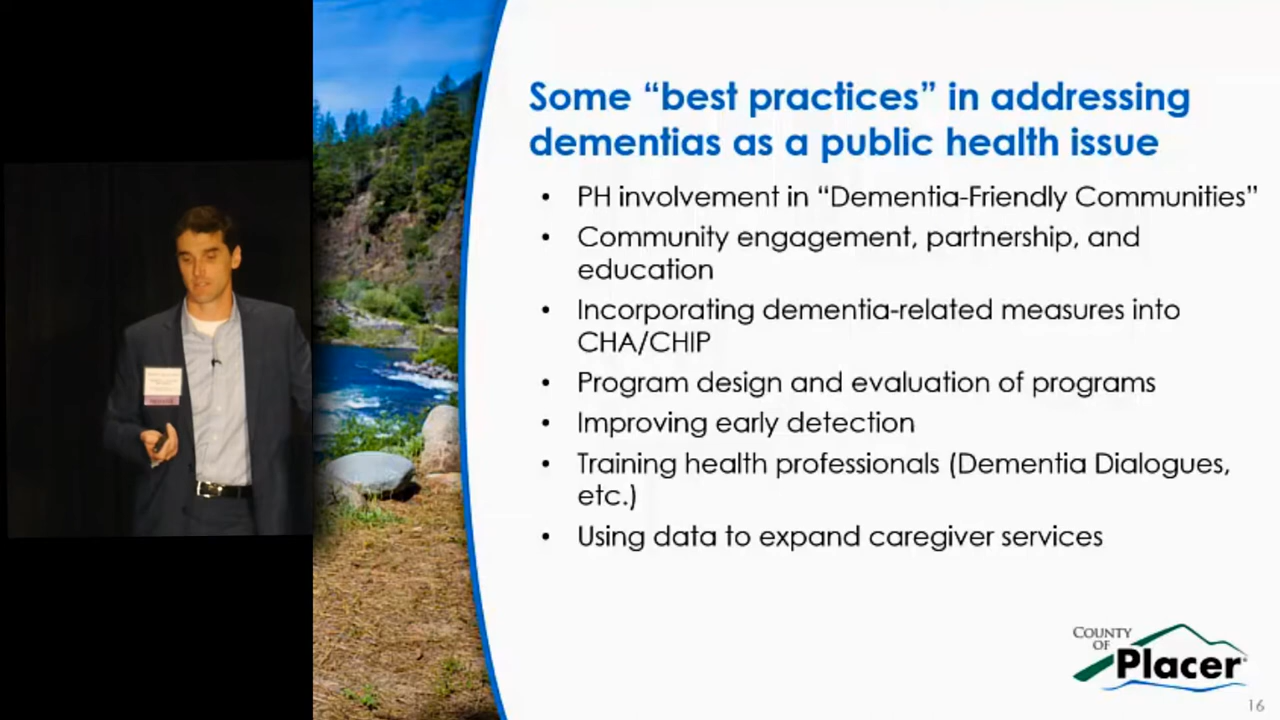 Some “best practices” in addressing
dementias as a public health issue
• PH involvement in “Dementia-Friendly Communities”
• Community engagement, partnership, and
education
• Incorporating dementia-related measures into
CHA/CHIP
• Program design and evaluation of programs
• Improving early detection
• Training health professionals (Dementia Dialogues,
etc.)
• Using data to expand caregiver services
COUNTY
OF
Placer®
16